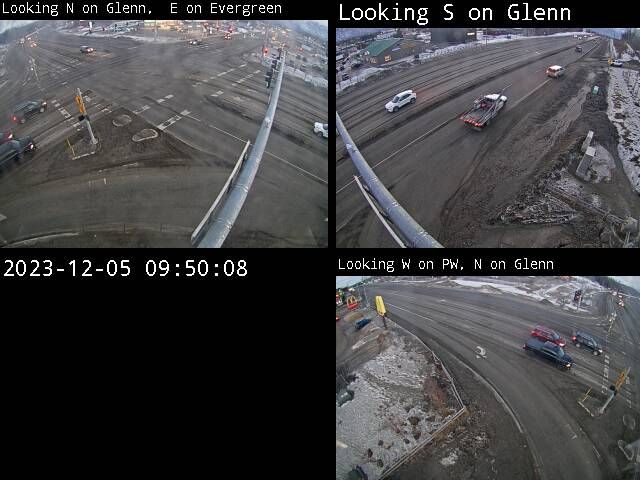 Looking N on Glenn,  E on Evergreen
Looking S on Glenn
2023-12-05 09:50:08
Looking W on PW, N on Glenn